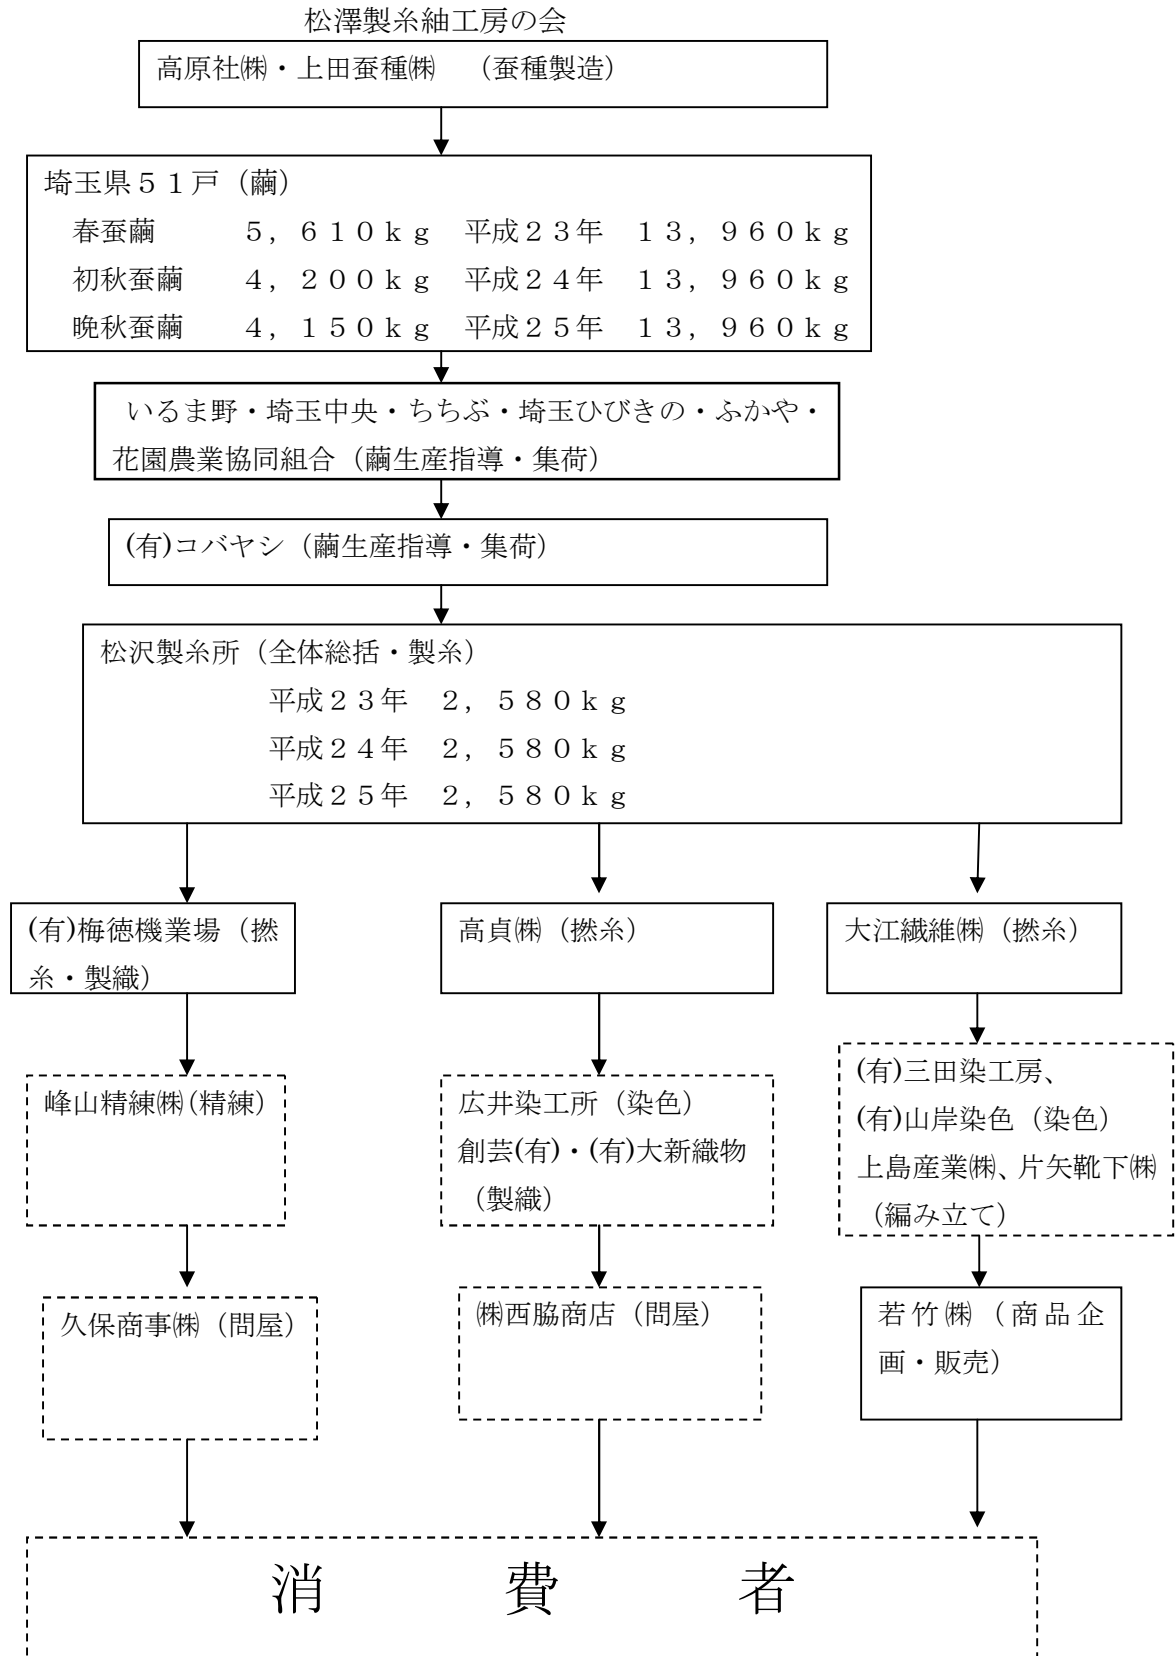 松澤製糸紬工房の会
高原社㈱・上田蚕種㈱　（蚕種製造）
埼玉県５１戸（繭）
春蚕繭　　５，６１０ｋｇ　平成２３年　１３，９６０ｋｇ
初秋蚕繭　４，２００ｋｇ　平成２４年　１３，９６０ｋｇ
晩秋蚕繭　４，１５０ｋｇ　平成２５年　１３，９６０ｋｇ
いるま野・埼玉中央・ちちぶ・埼玉ひびきの・ふかや・
花園農業協同組合（繭生産指導・集荷）
(有)コバヤシ（繭生産指導・集荷）
松沢製糸所（全体総括・製糸）
平成２３年　２，５８０ｋｇ
平成２４年　２，５８０ｋｇ
平成２５年　２，５８０ｋｇ
(有)梅徳機業場（撚
糸・製織）
高貞㈱（撚糸）
大江繊維㈱（撚糸）
峰山精練㈱(精練）
広井染工所（染色）
創芸(有)・(有)大新織物
（製織）
(有)三田染工房、
(有)山岸染色（染色）
上島産業㈱、片矢靴下㈱
（編み立て）
久保商事㈱（問屋）
㈱西脇商店（問屋）
若竹㈱（商品企
画・販売）
消　費　者